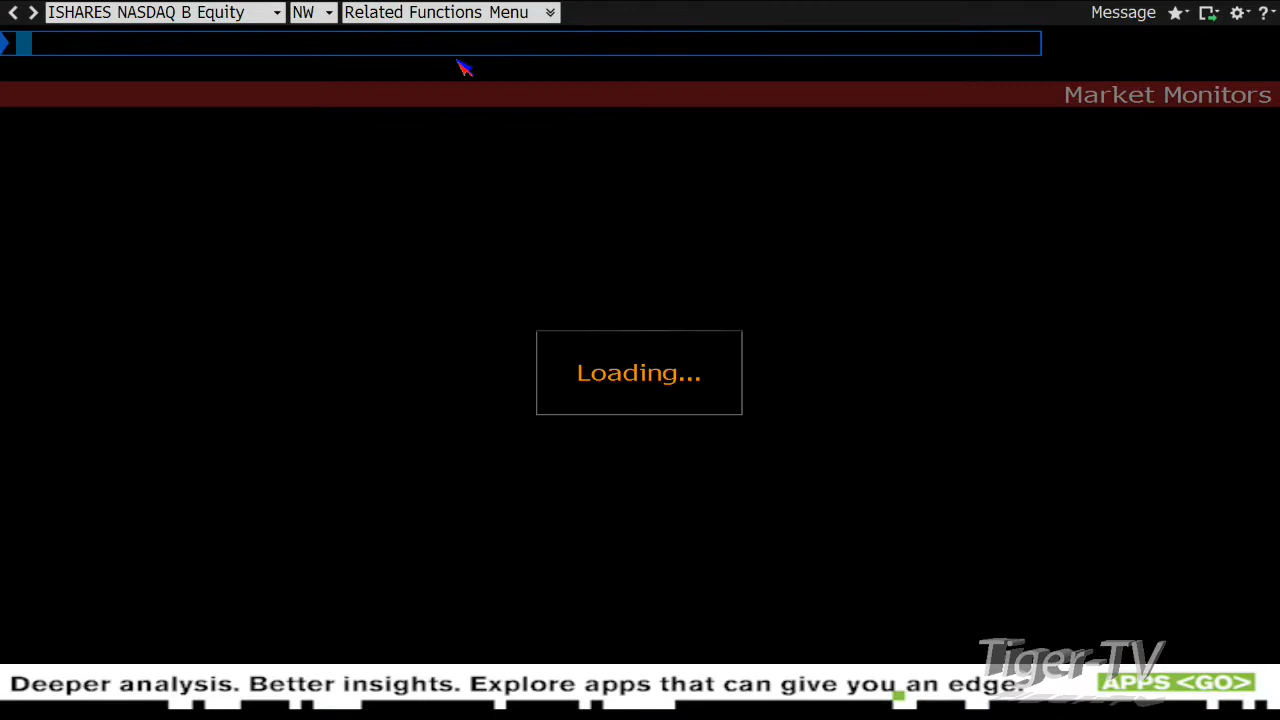 ISHARES NASDAQ B Equity NW Related Functions Menu Message ?
Market Monitors
Loading...
Tiger-TV
Deeper analysis. Better insights. Explore apps that can give you an edge. APPS <GO>